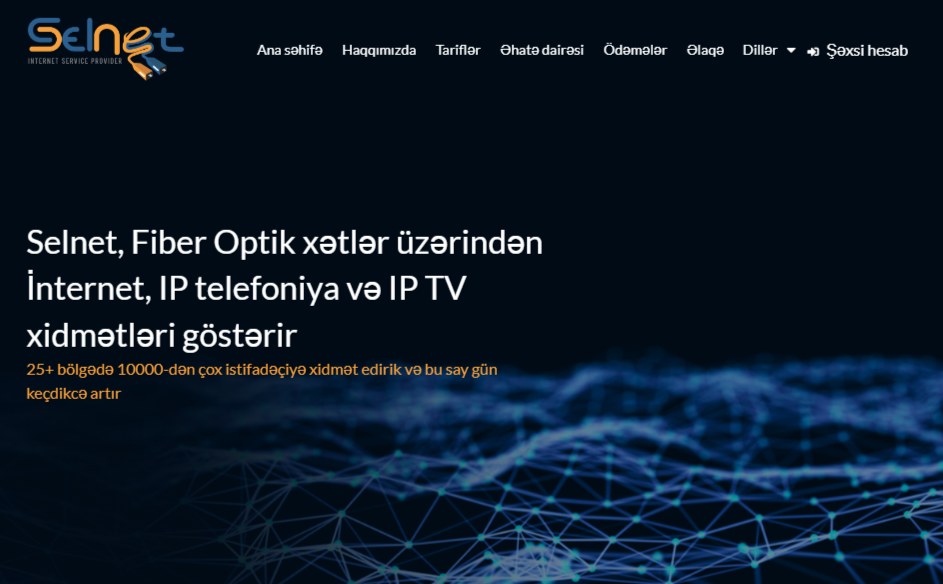 Selnet
INTERNET SERVICE PROVIDER
Ana səhifə Haqqımızda Tariflər Əhatə dairəsi Ödəmələr Əlaqə Dillər Şəxsi hesab
Selnet, Fiber Optik xətlər üzərindən
İnternet, IP telefoniya və IP TV
xidmətləri göstərir
25+ bölgədə 10000-dən çox istifadəçiyə xidmət edirik və bu say gün
keçdikcə artır